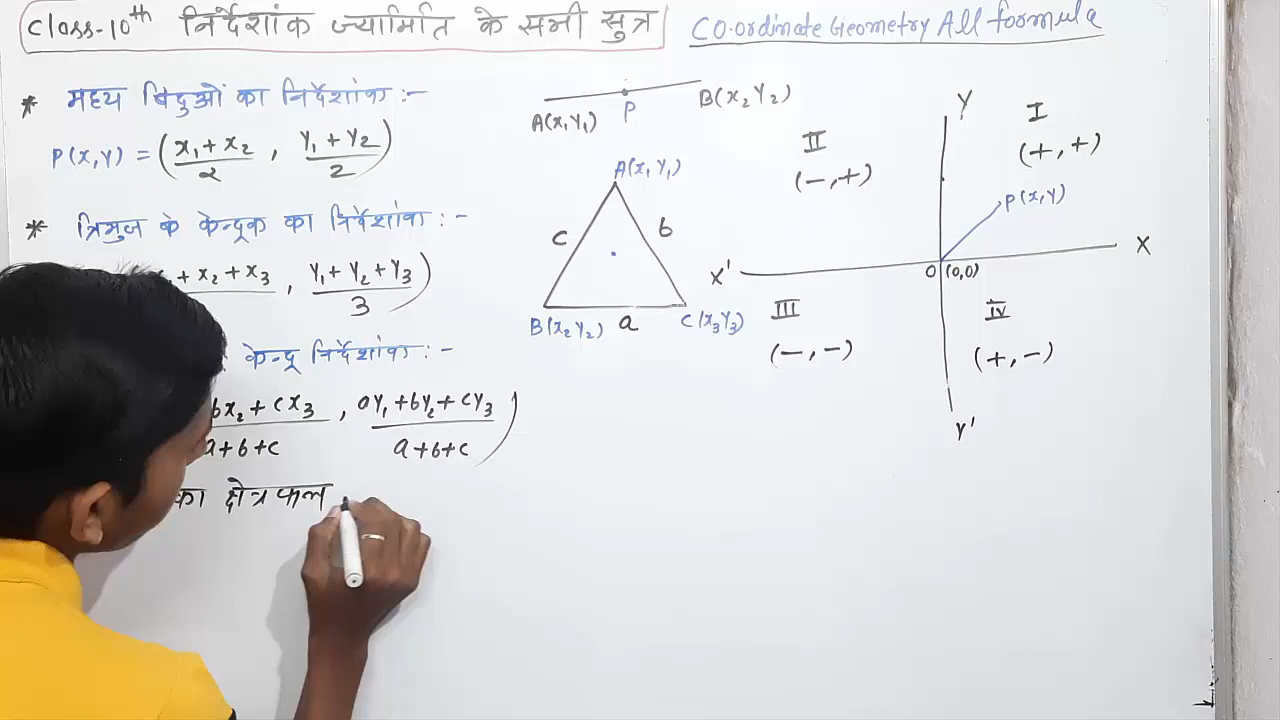 Class-10th निर्देशांक ज्यामिति के सभी सुत्र
CO.ordinate Geometry All formula
* मध्य बिंदुओं का निर्देशांक :-
P(x,y) = (x₁+x₂/2 , y₁+y₂/2)
* त्रिभुज के केन्द्रक का निर्देशांक :-
+ x₂ + x₃ , y₁+ y₂ + y₃/3)
केन्द्र निर्देशांक :-
bx₂ + cx₃/a+b+c , ay₁ + by₂ + cy₃/a+b+c)
का क्षेत्रफल
A(x₁ y₁) P B(x₂ y₂)
A(x₁ y₁)
c b
B(x₂ y₂) a C(x₃ y₃)
Y
II I
(-,+) (+,+)
P(x,y)
X' O (0,0) X
III IV
(-,-) (+,-)
Y'